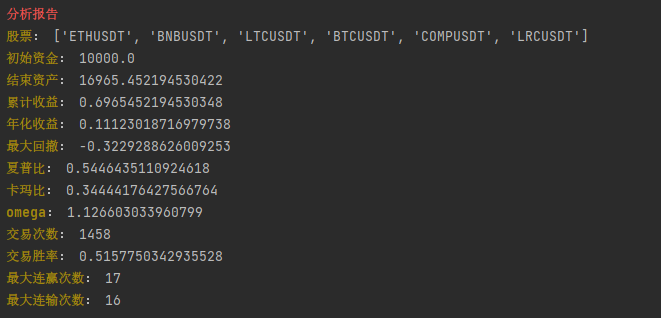 分析报告
股票: ['ETHUSDT', 'BNBUSDT', 'LTCUSDT', 'BTCUSDT', 'COMPUSDT', 'LRCUSDT']
初始资金: 10000.0
结束资产: 16965.452194530422
累计收益: 0.6965452194530348
年化收益: 0.11123018716979738
最大回撤: -0.3229288626009253
夏普比: 0.5446435110924618
卡玛比: 0.34444176427566764
omega: 1.126603033960799
交易次数: 1458
交易胜率: 0.5157750342935528
最大连赢次数: 17
最大连输次数: 16